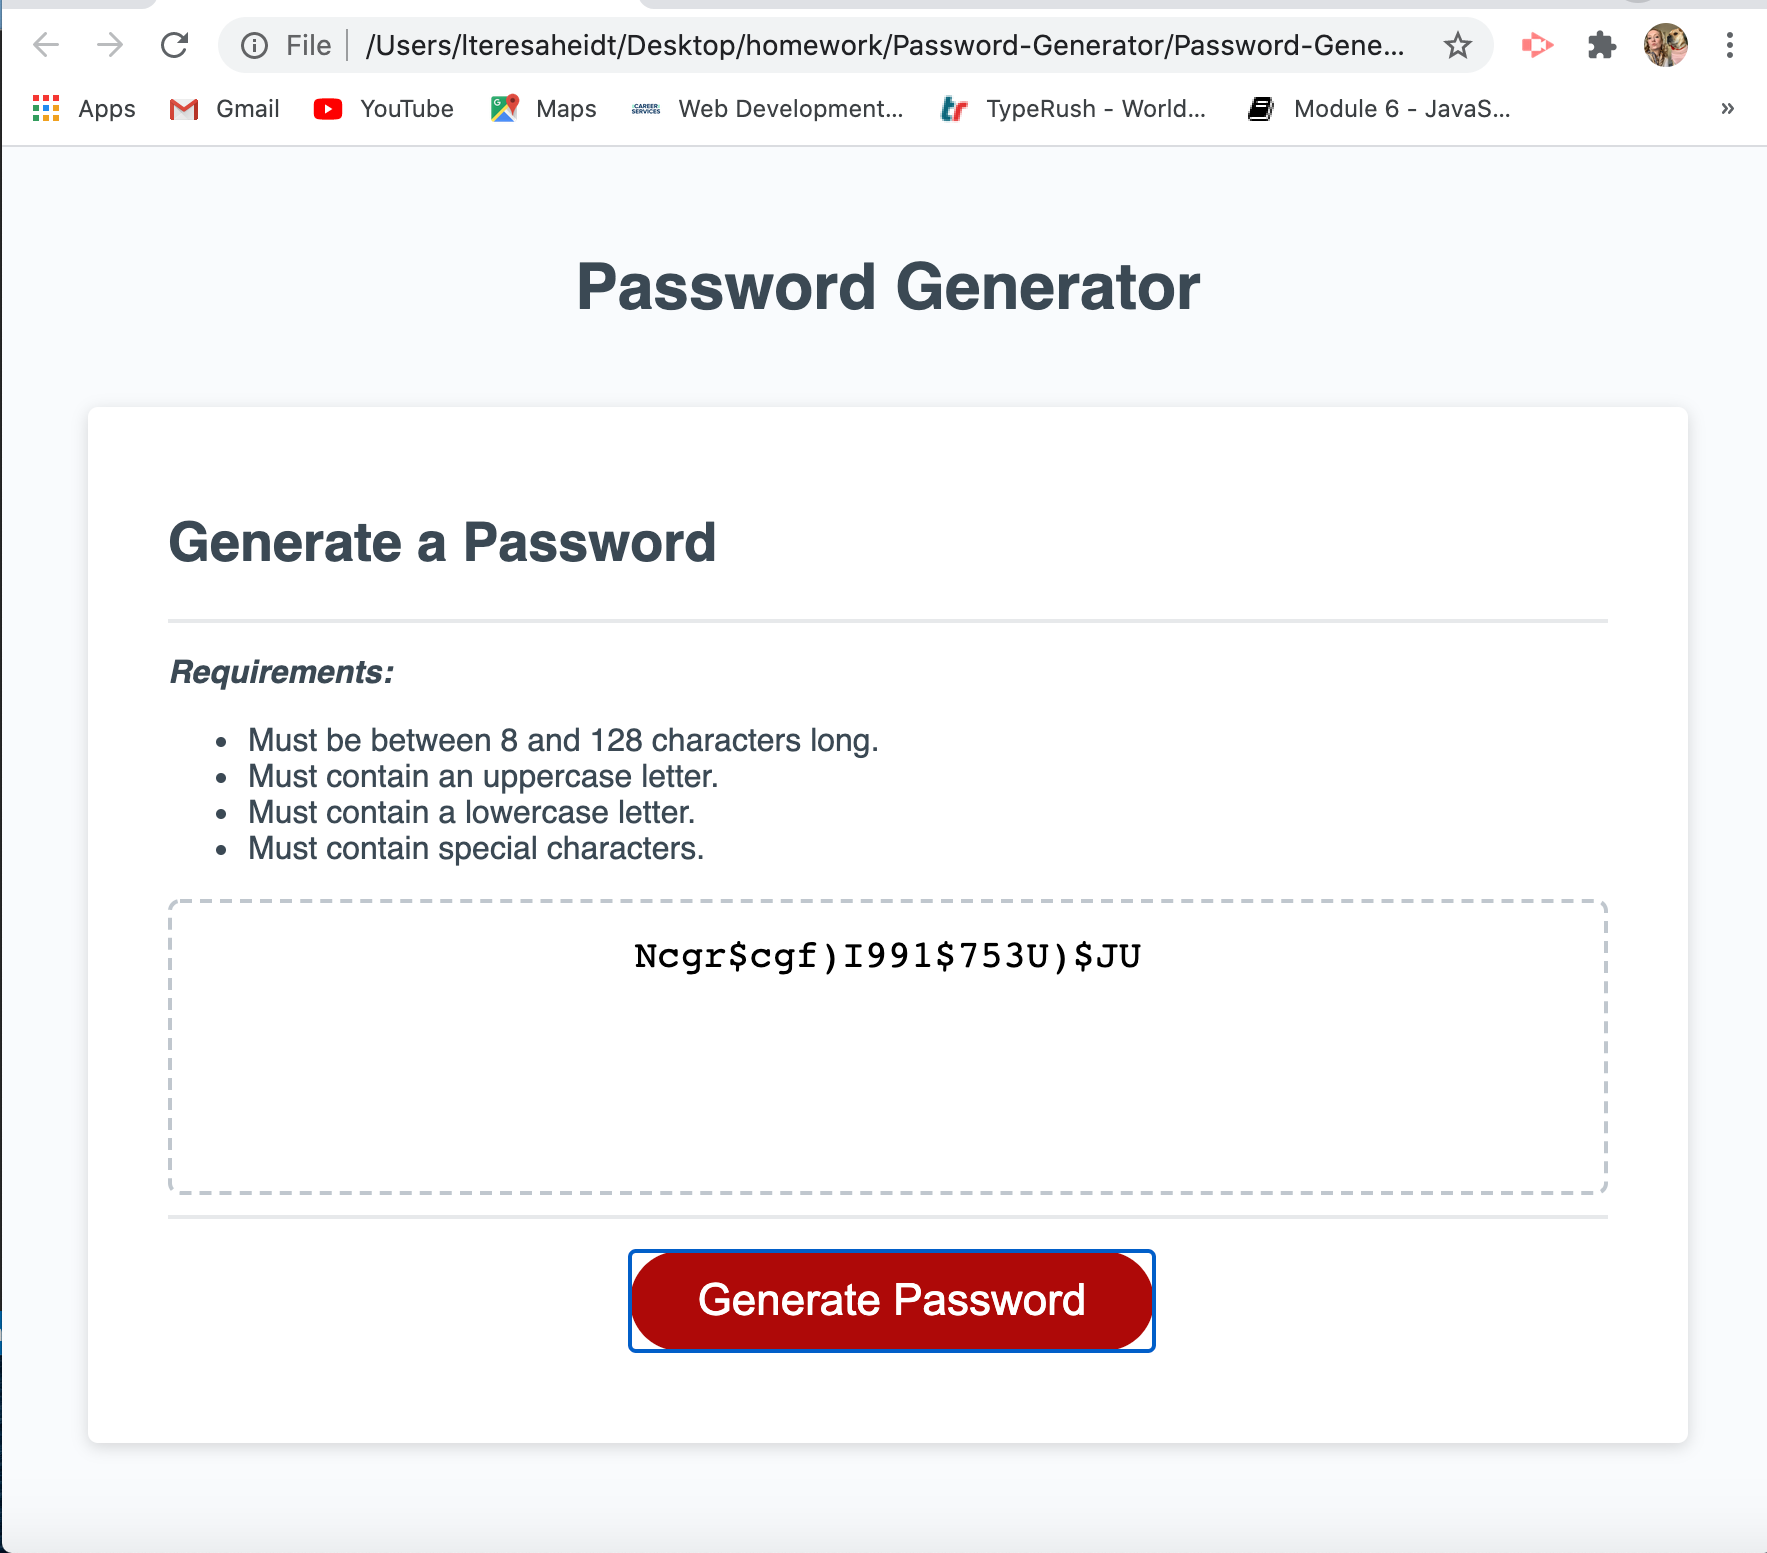 File /Users/lteresaheidt/Desktop/homework/Password-Generator/Password-Gene...
Apps Gmail YouTube Maps CAREER SERVICES Web Development... tr TypeRush - World... Module 6 - JavaS... »
Password Generator
Generate a Password
Requirements:
• Must be between 8 and 128 characters long.
• Must contain an uppercase letter.
• Must contain a lowercase letter.
• Must contain special characters.
Ncgr$cgf)I991$753U)$JU
Generate Password